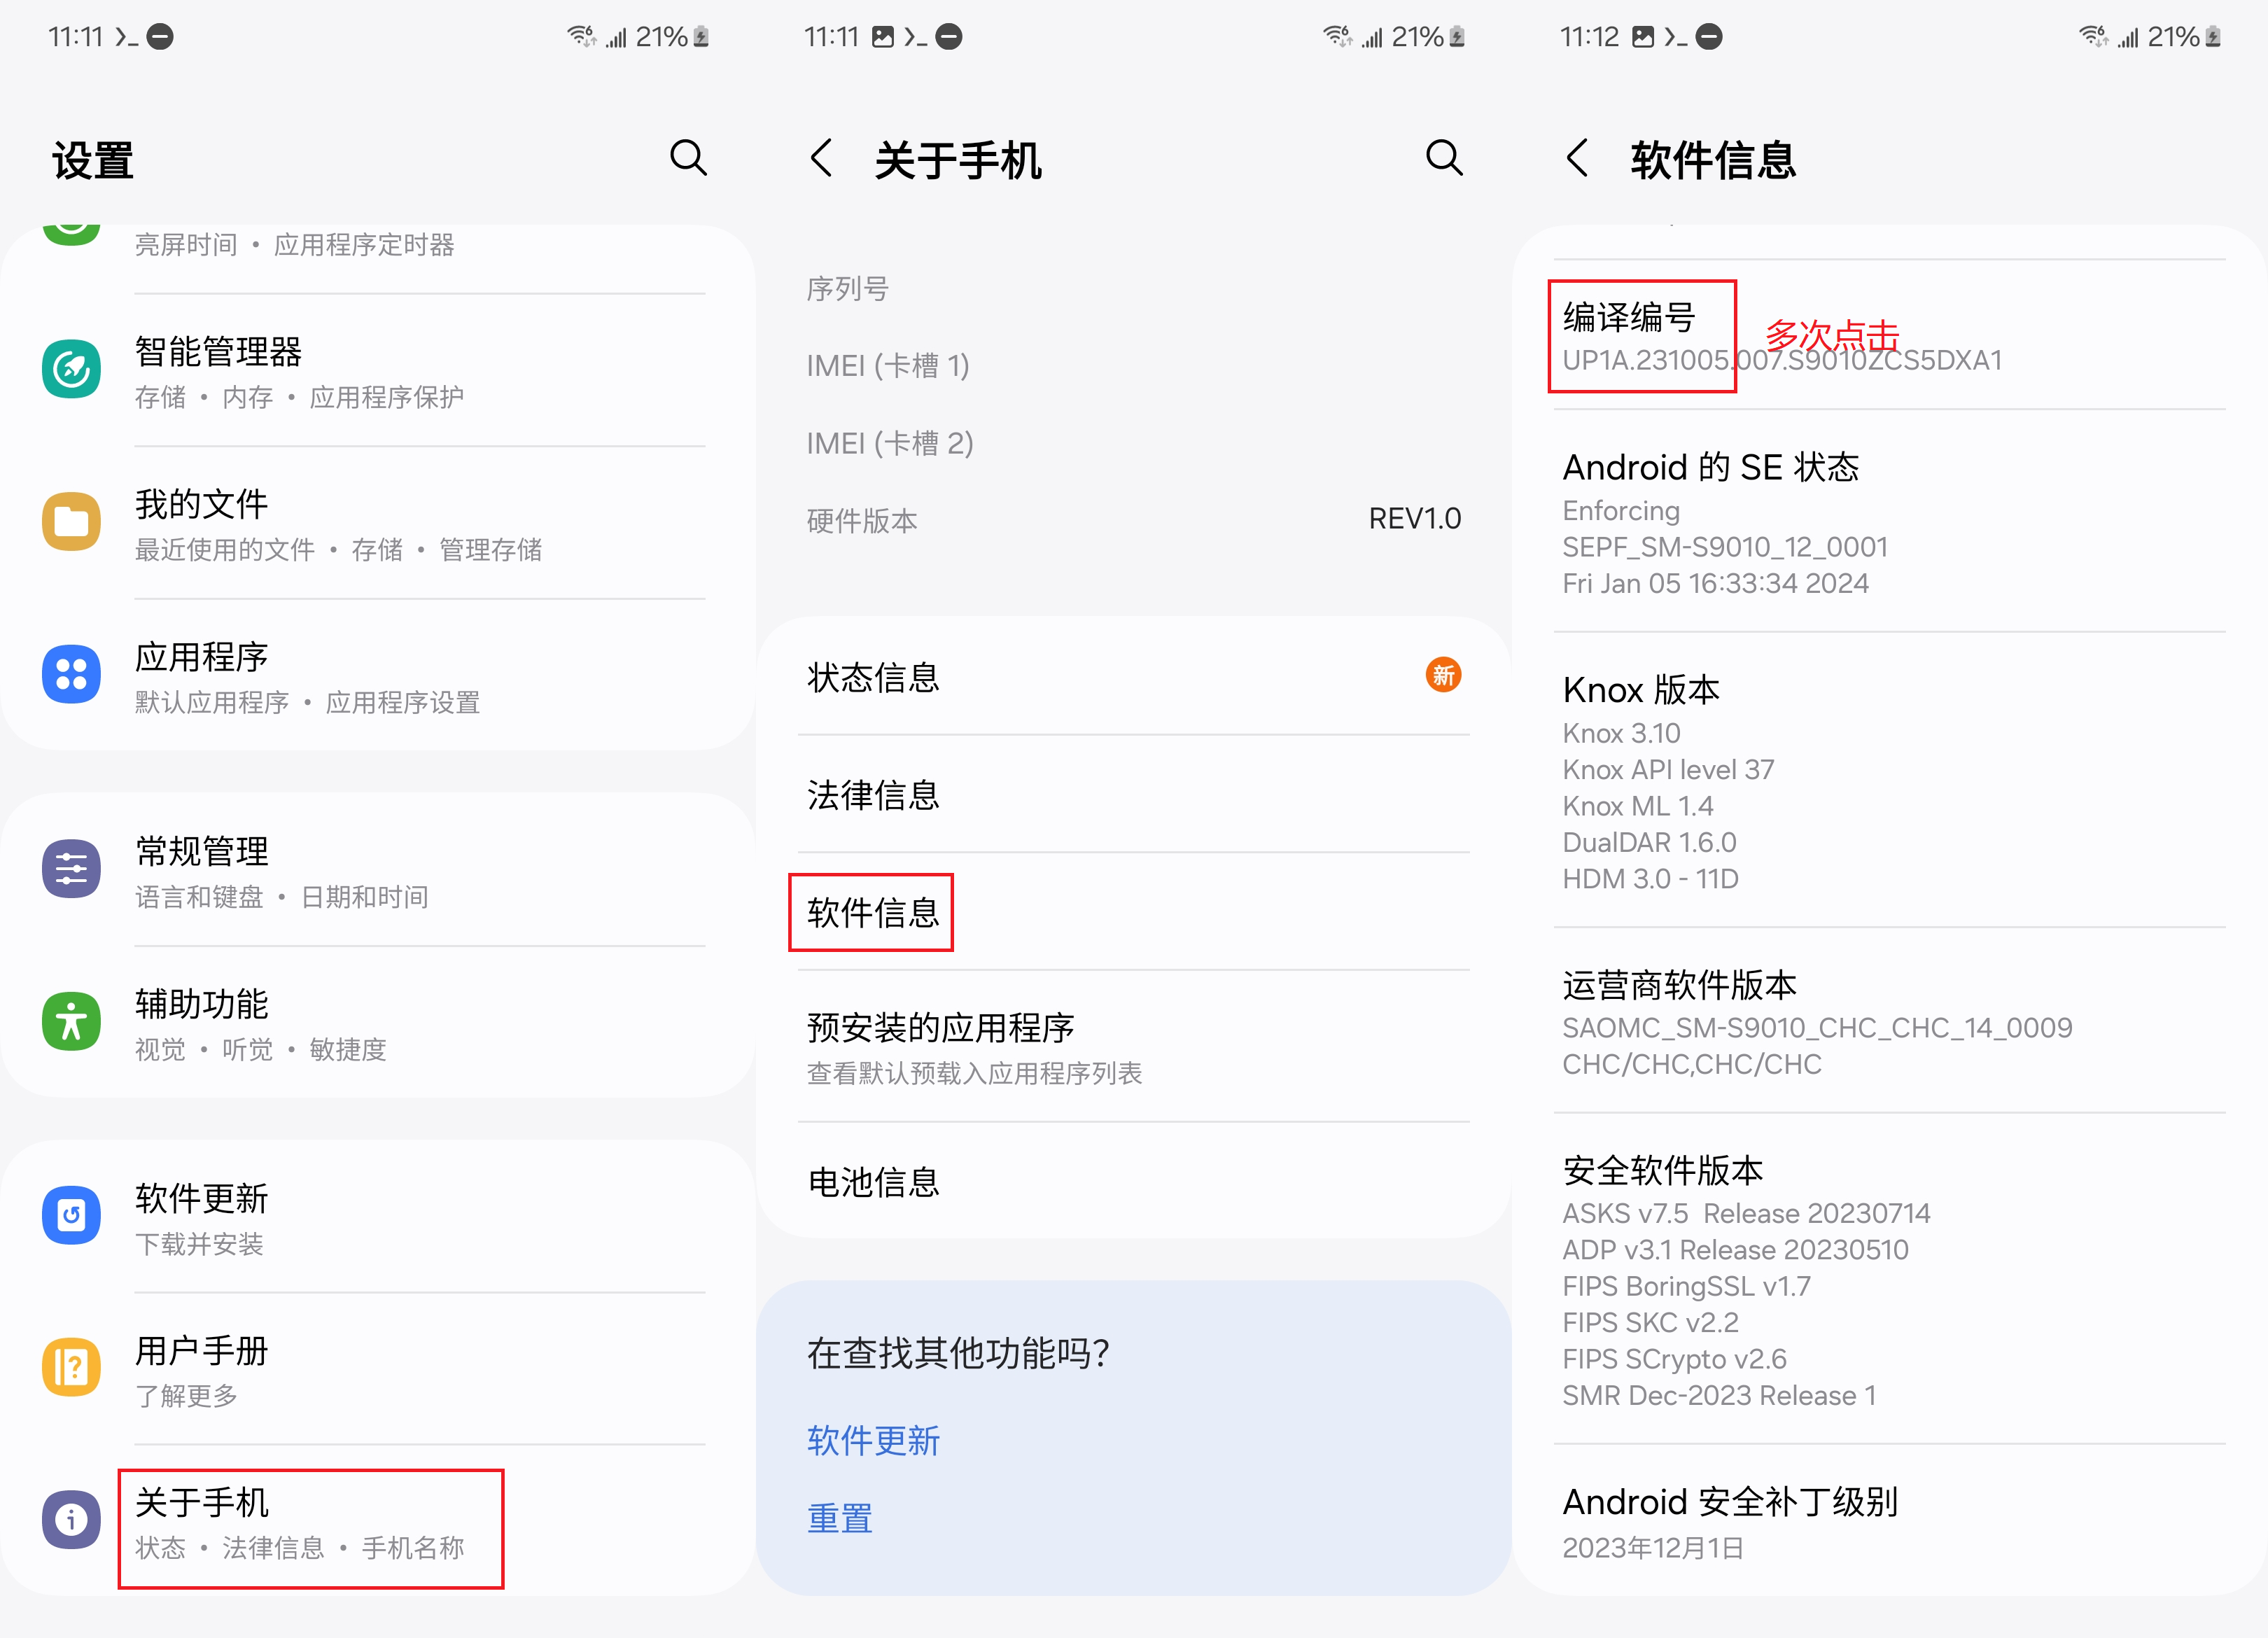 11:11
21%
设置
亮屏时间 • 应用程序定时器
智能管理器
存储 • 内存 • 应用程序保护
我的文件
最近使用的文件 • 存储 • 管理存储
应用程序
默认应用程序 • 应用程序设置
常规管理
语言和键盘 • 日期和时间
辅助功能
视觉 • 听觉 • 敏捷度
软件更新
下载并安装
用户手册
了解更多
关于手机
状态 • 法律信息 • 手机名称
11:11
21%
关于手机
序列号
IMEI (卡槽 1)
IMEI (卡槽 2)
硬件版本 REV1.0
状态信息 新
法律信息
软件信息
预安装的应用程序
查看默认预载入应用程序列表
电池信息
在查找其他功能吗?
软件更新
重置
11:12
21%
软件信息
编译编号
多次点击
UP1A.231005.007.S9010ZCS5DXA1
Android 的 SE 状态
Enforcing
SEPF_SM-S9010_12_0001
Fri Jan 05 16:33:34 2024
Knox 版本
Knox 3.10
Knox API level 37
Knox ML 1.4
DualDAR 1.6.0
HDM 3.0 - 11D
运营商软件版本
SAOMC_SM-S9010_CHC_CHC_14_0009
CHC/CHC,CHC/CHC
安全软件版本
ASKS v7.5  Release 20230714
ADP v3.1 Release 20230510
FIPS BoringSSL v1.7
FIPS SKC v2.2
FIPS SCrypto v2.6
SMR Dec-2023 Release 1
Android 安全补丁级别
2023年12月1日